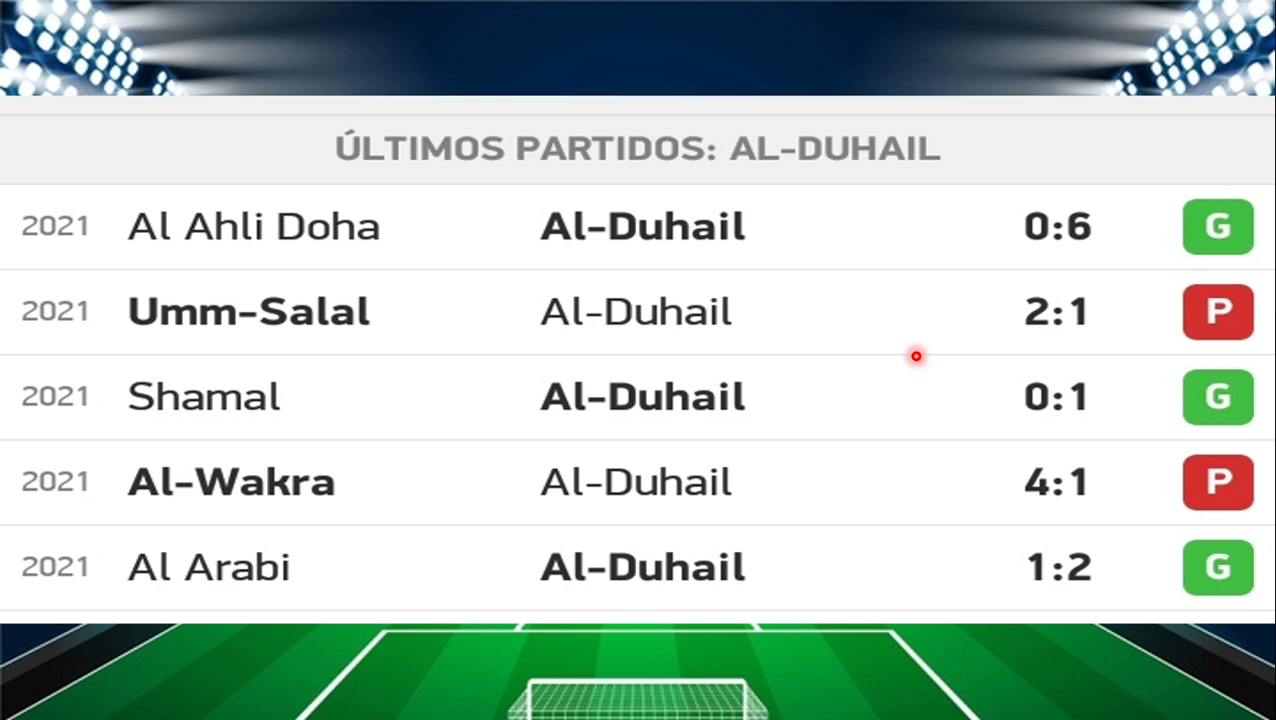 ÚLTIMOS PARTIDOS: AL-DUHAIL
2021 Al Ahli Doha Al-Duhail 0:6 G
2021 Umm-Salal Al-Duhail 2:1 P
2021 Shamal Al-Duhail 0:1 G
2021 Al-Wakra Al-Duhail 4:1 P
2021 Al Arabi Al-Duhail 1:2 G